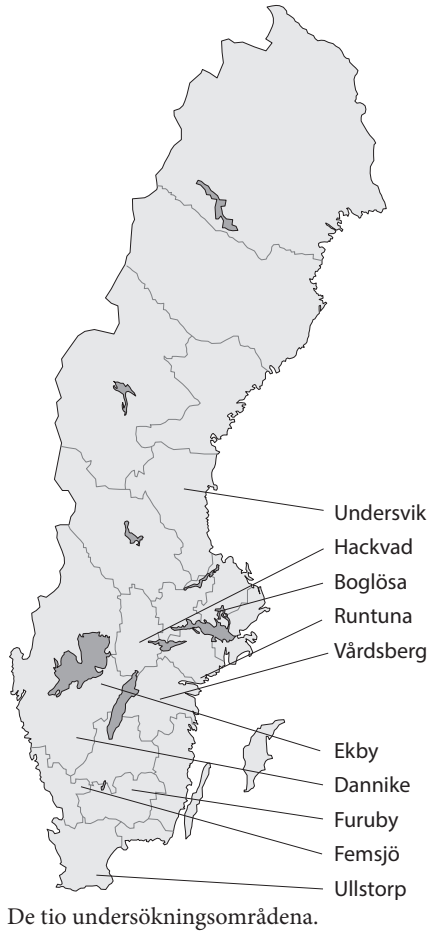 Undersvik
Hackvad
Boglösa
Runtuna
Vårdsberg
Ekby
Dannike
Furuby
Femsjö
Ullstorp
De tio undersökningsområdena.